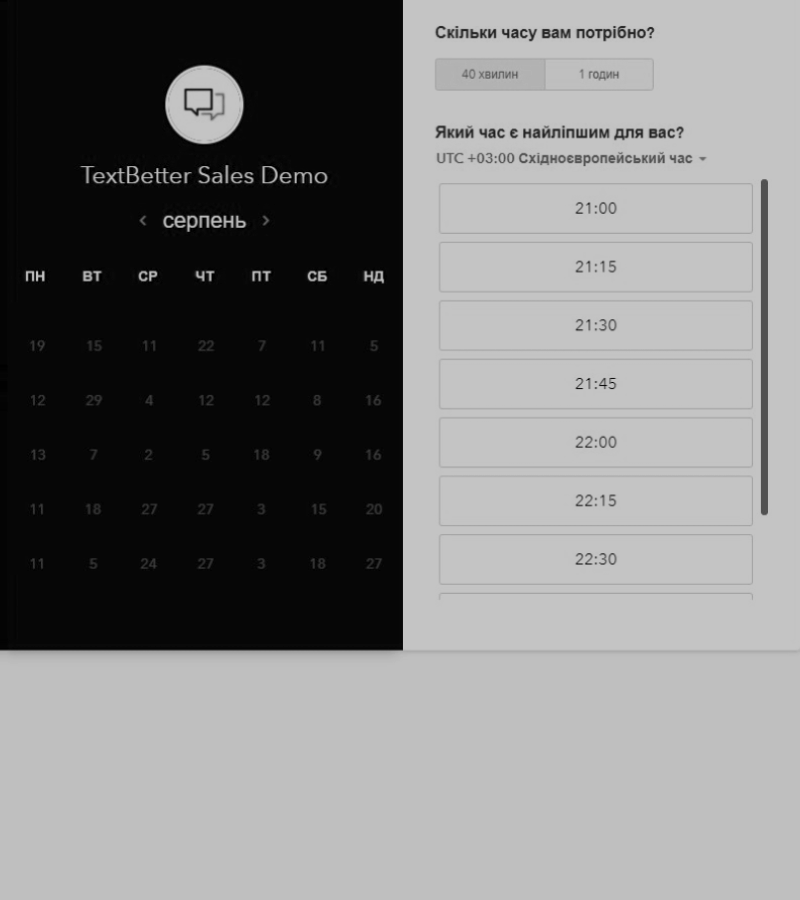 TextBetter Sales Demo
серпень
ПН ВТ СР ЧТ ПТ СБ НД
19 15 11 22 7 11 5
12 29 4 12 12 8 16
13 7 2 5 18 9 16
11 18 27 27 3 15 20
11 5 24 27 3 18 27
Скільки часу вам потрібно?
40 хвилин 1 годин
Який час є найліпшим для вас?
UTC +03:00 Східноєвропейський час
21:00
21:15
21:30
21:45
22:00
22:15
22:30